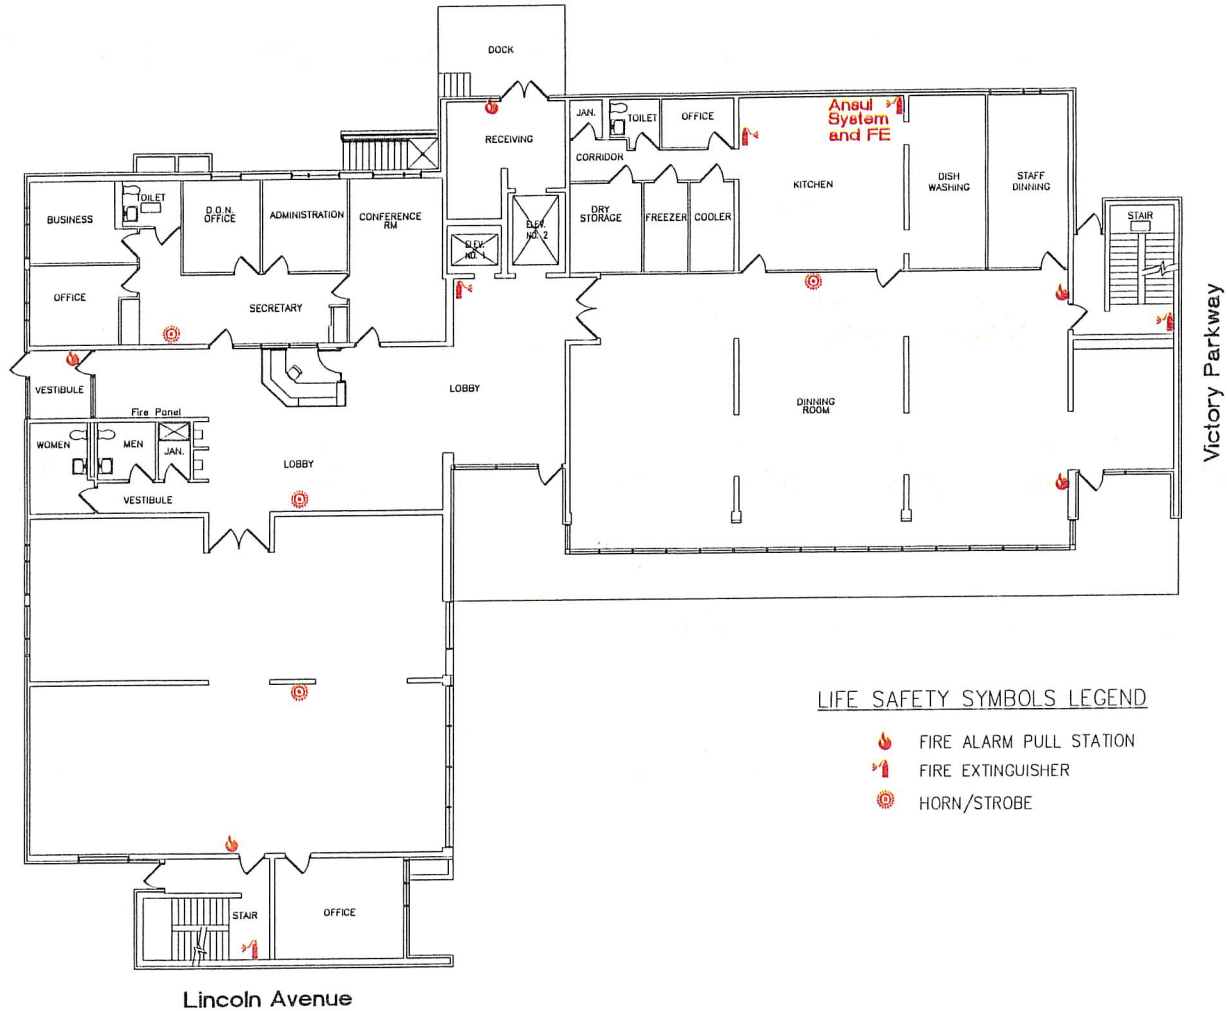 DOCK
RECEIVING
JAN.
TOILET
OFFICE
Ansul
System
and FE
CORRIDOR
KITCHEN
DISH
WASHING
STAFF
DINNING
BUSINESS
TOILET
D.O.N.
OFFICE
ADMINISTRATION
CONFERENCE
RM
ELEV.
NO. 1
ELEV.
NO. 2
DRY
STORAGE
FREEZER
COOLER
STAIR
OFFICE
SECRETARY
VESTIBULE
Fire Panel
LOBBY
DINNING
ROOM
Victory Parkway
WOMEN
MEN
JAN.
LOBBY
VESTIBULE
LIFE SAFETY SYMBOLS LEGEND
FIRE ALARM PULL STATION
FIRE EXTINGUISHER
HORN/STROBE
STAIR
OFFICE
Lincoln Avenue